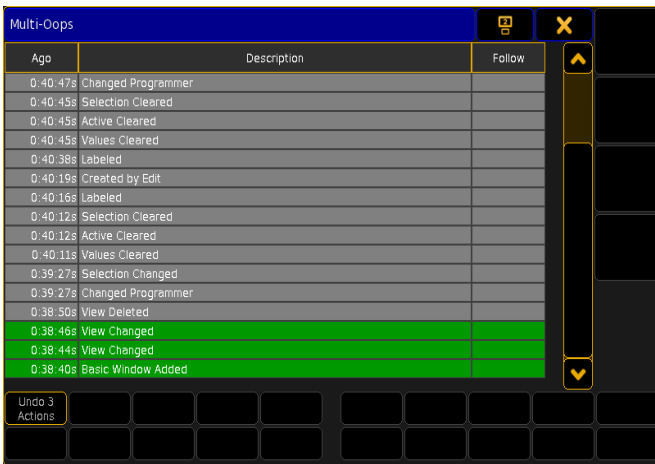 Multi-Oops
2
Ago Description Follow
0:40:47s Changed Programmer
0:40:45s Selection Cleared
0:40:45s Active Cleared
0:40:45s Values Cleared
0:40:38s Labeled
0:40:19s Created by Edit
0:40:16s Labeled
0:40:12s Selection Cleared
0:40:12s Active Cleared
0:40:11s Values Cleared
0:39:27s Selection Changed
0:39:27s Changed Programmer
0:38:50s View Deleted
0:38:46s View Changed
0:38:44s View Changed
0:38:40s Basic Window Added
Undo 3
Actions